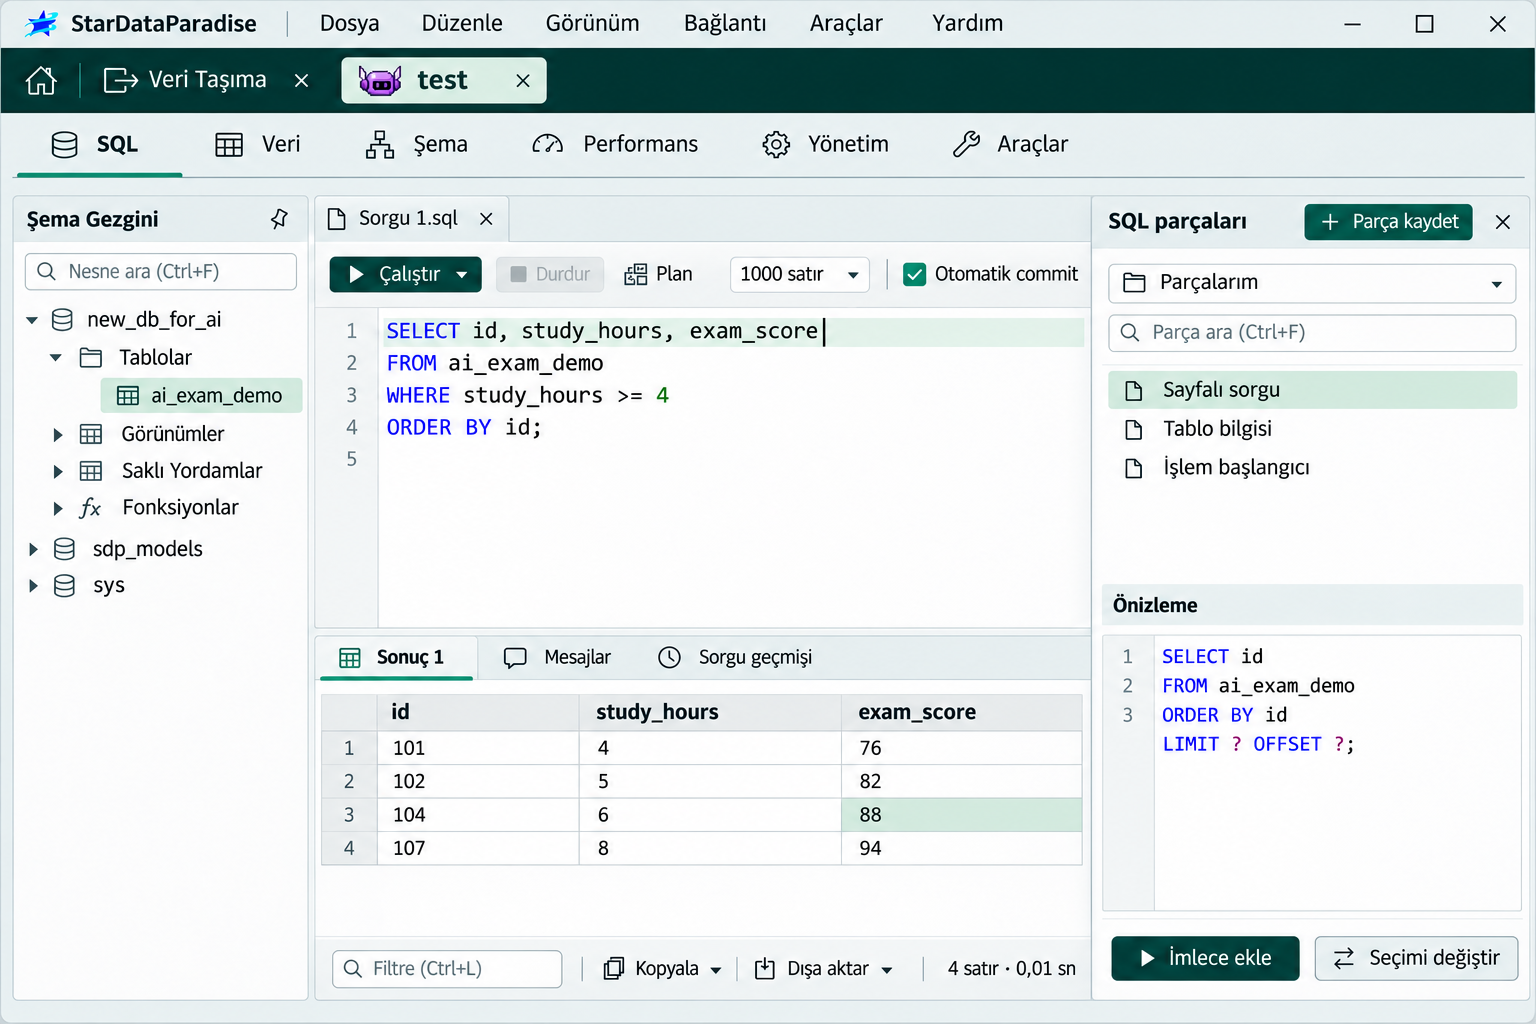 StarDataParadise Dosya Düzenle Görünüm Bağlantı Araçlar Yardım
Veri Taşıma test
SQL Veri Şema Performans Yönetim Araçlar
Şema Gezgini
Nesne ara (Ctrl+F)
new_db_for_ai
Tablolar
ai_exam_demo
Görünümler
Saklı Yordamlar
fx Fonksiyonlar
sdp_models
sys
Sorgu 1.sql
Çalıştır Durdur Plan 1000 satır Otomatik commit
1 SELECT id, study_hours, exam_score
2 FROM ai_exam_demo
3 WHERE study_hours >= 4
4 ORDER BY id;
5
Sonuç 1 Mesajlar Sorgu geçmişi
id study_hours exam_score
1 101 4 76
2 102 5 82
3 104 6 88
4 107 8 94
Filtre (Ctrl+L) Kopyala Dışa aktar 4 satır · 0,01 sn
SQL parçaları + Parça kaydet
Parçalarım
Parça ara (Ctrl+F)
Sayfalı sorgu
Tablo bilgisi
İşlem başlangıcı
Önizleme
1 SELECT id
2 FROM ai_exam_demo
3 ORDER BY id
LIMIT ? OFFSET ?;
İmlece ekle Seçimi değiştir